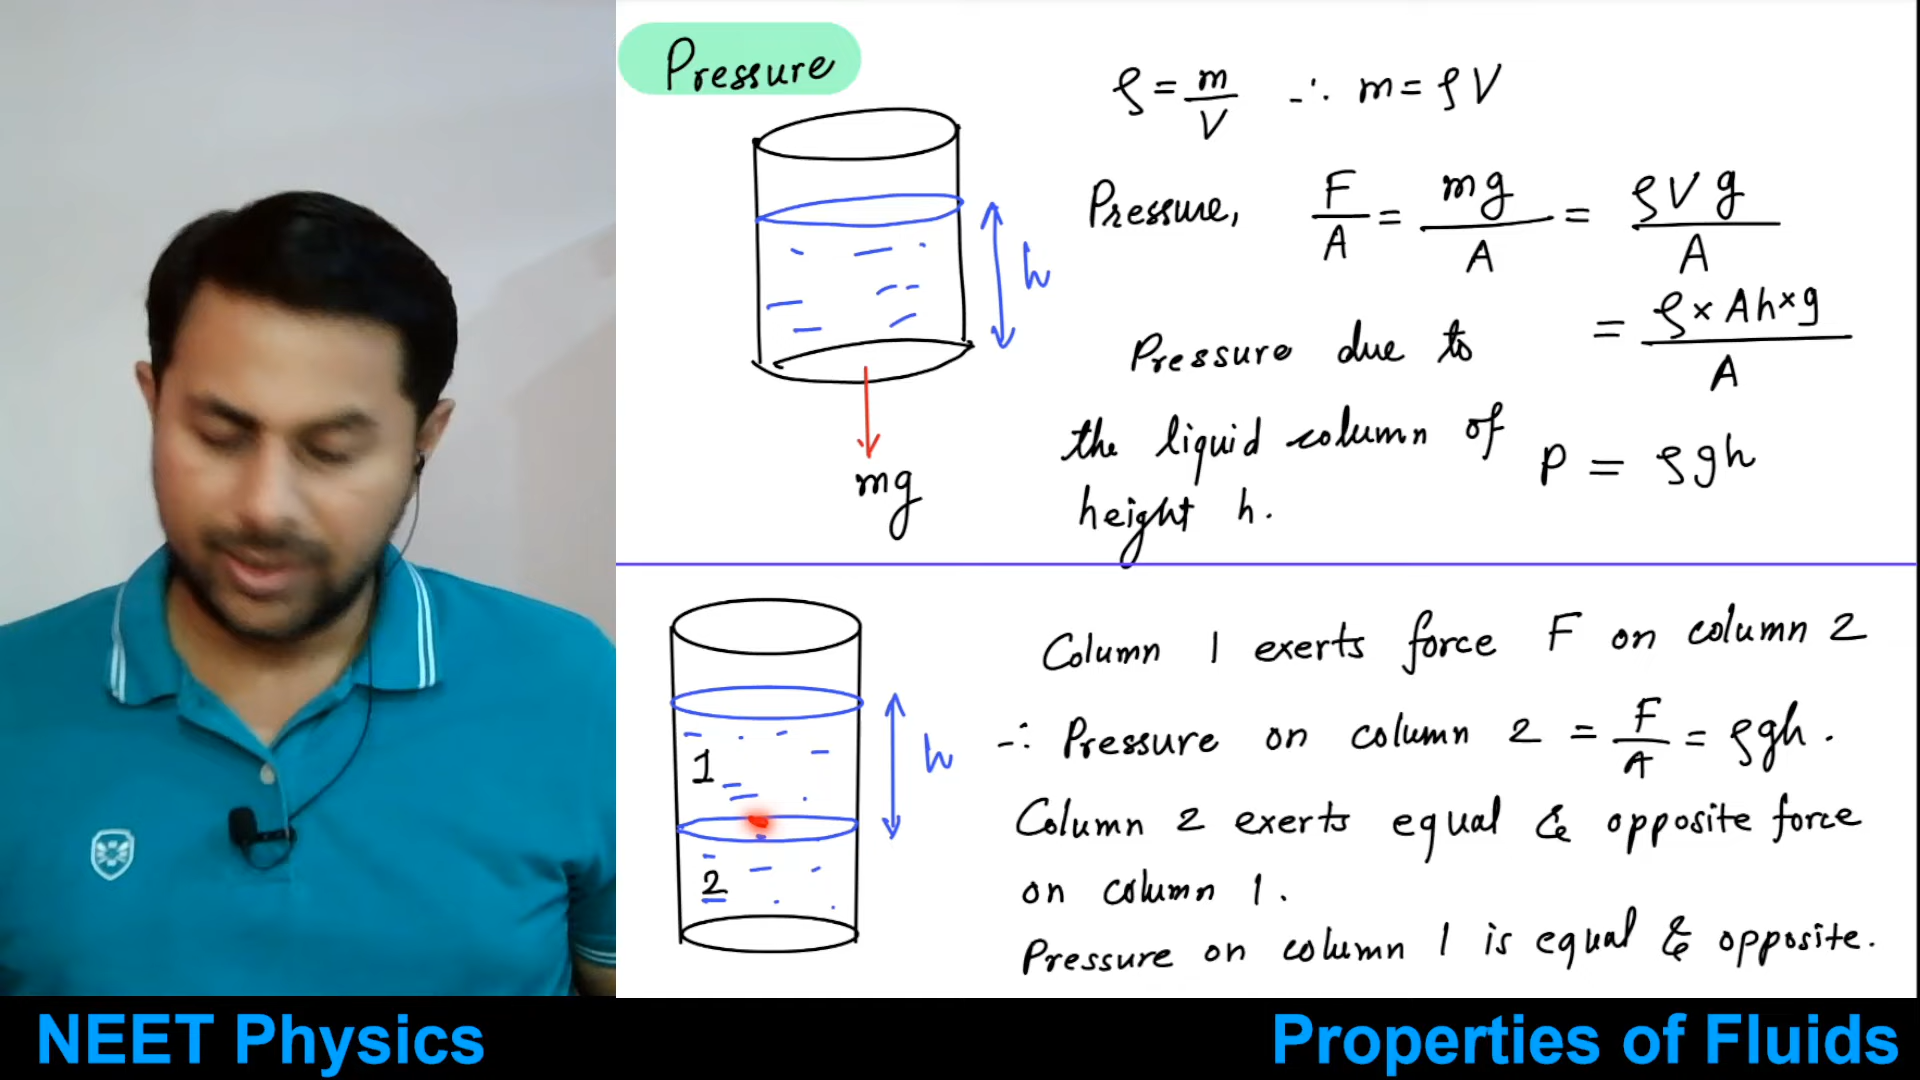 Pressure
ρ = m/V ∴ m = ρV
Pressure, F/A = mg/A = ρVg/A
= ρ×Ah×g/A
P = ρgh
Pressure due to
the liquid column of
height h.
h
mg
Column 1 exerts force F on column 2
∴ Pressure on column 2 = F/A = ρgh.
Column 2 exerts equal & opposite force
on column 1.
Pressure on column 1 is equal & opposite.
1
h
2
NEET Physics
Properties of Fluids